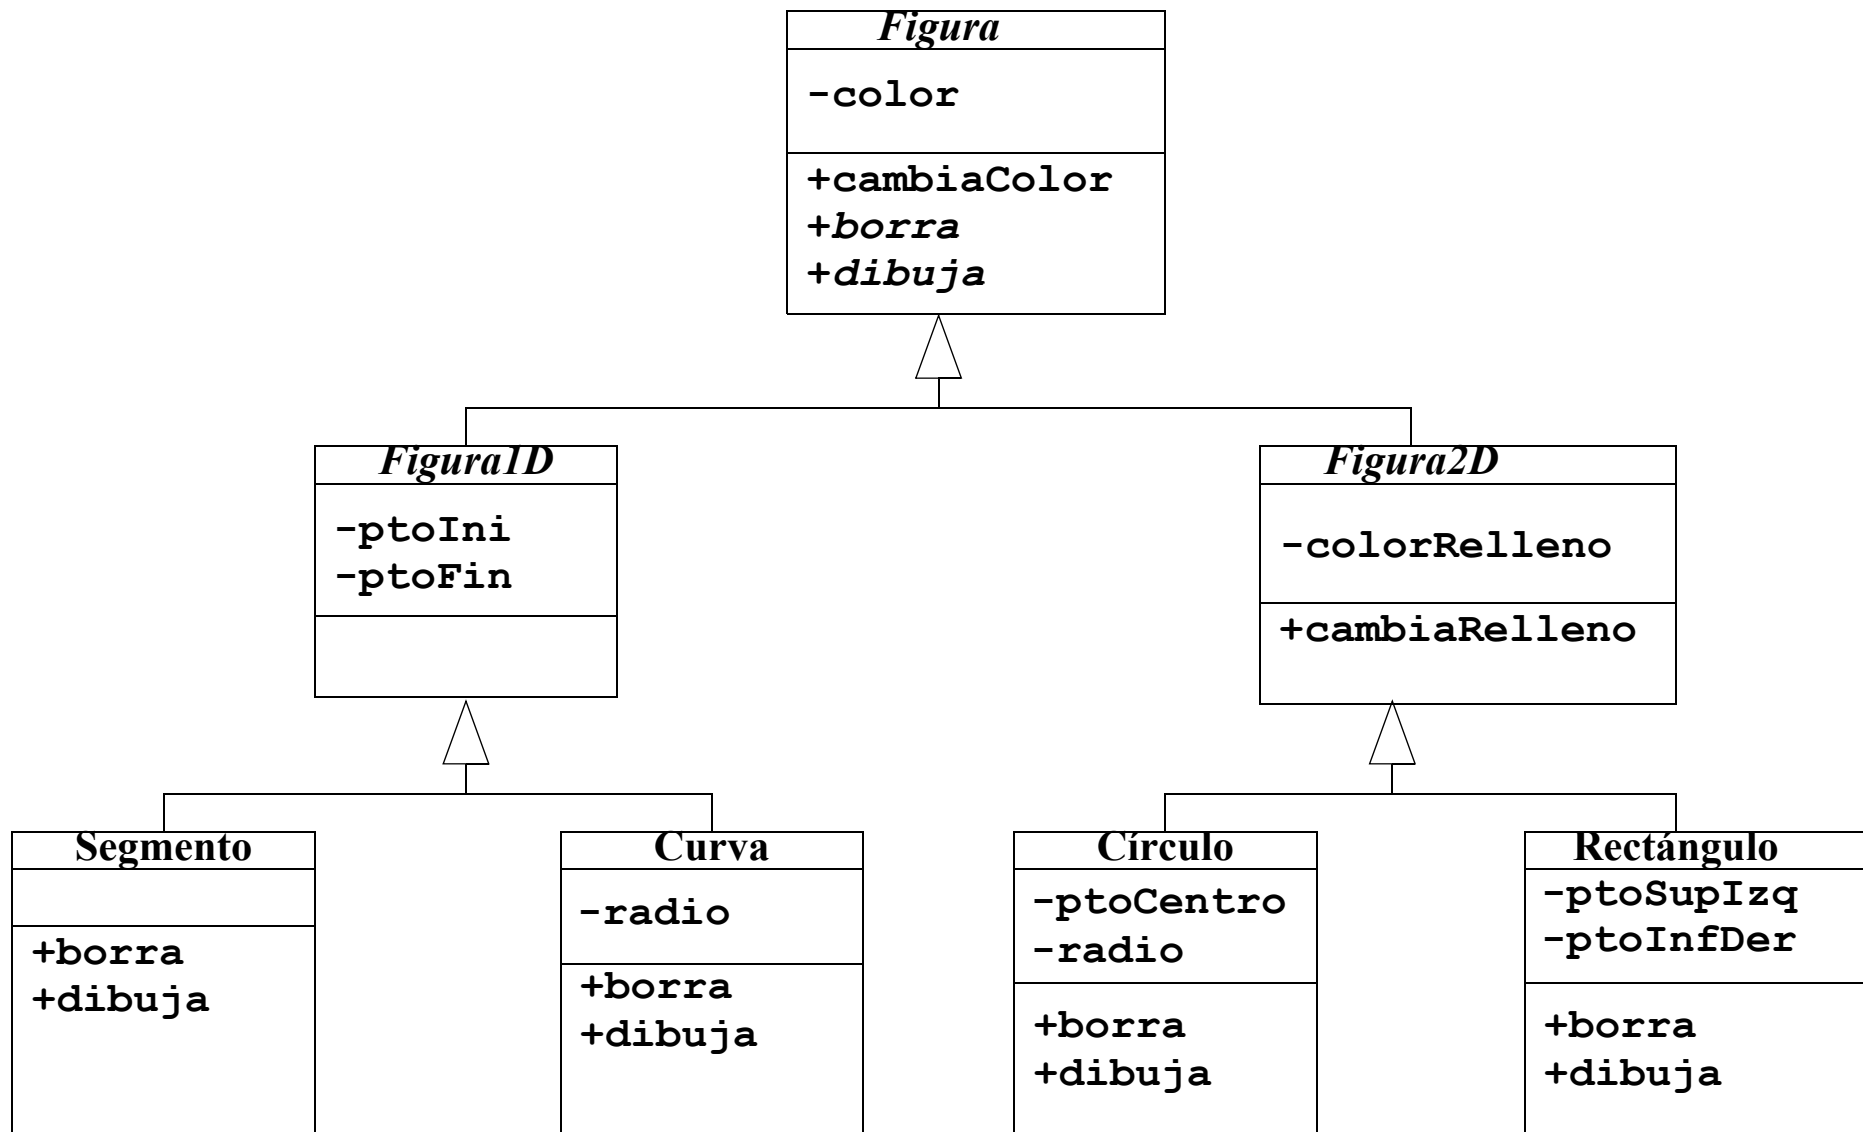 Figura
-color
+cambiaColor
+borra
+dibuja
Figura1D
-ptoIni
-ptoFin
Figura2D
-colorRelleno
+cambiaRelleno
Segmento
+borra
+dibuja
Curva
-radio
+borra
+dibuja
Círculo
-ptoCentro
-radio
+borra
+dibuja
Rectángulo
-ptoSupIzq
-ptoInfDer
+borra
+dibuja